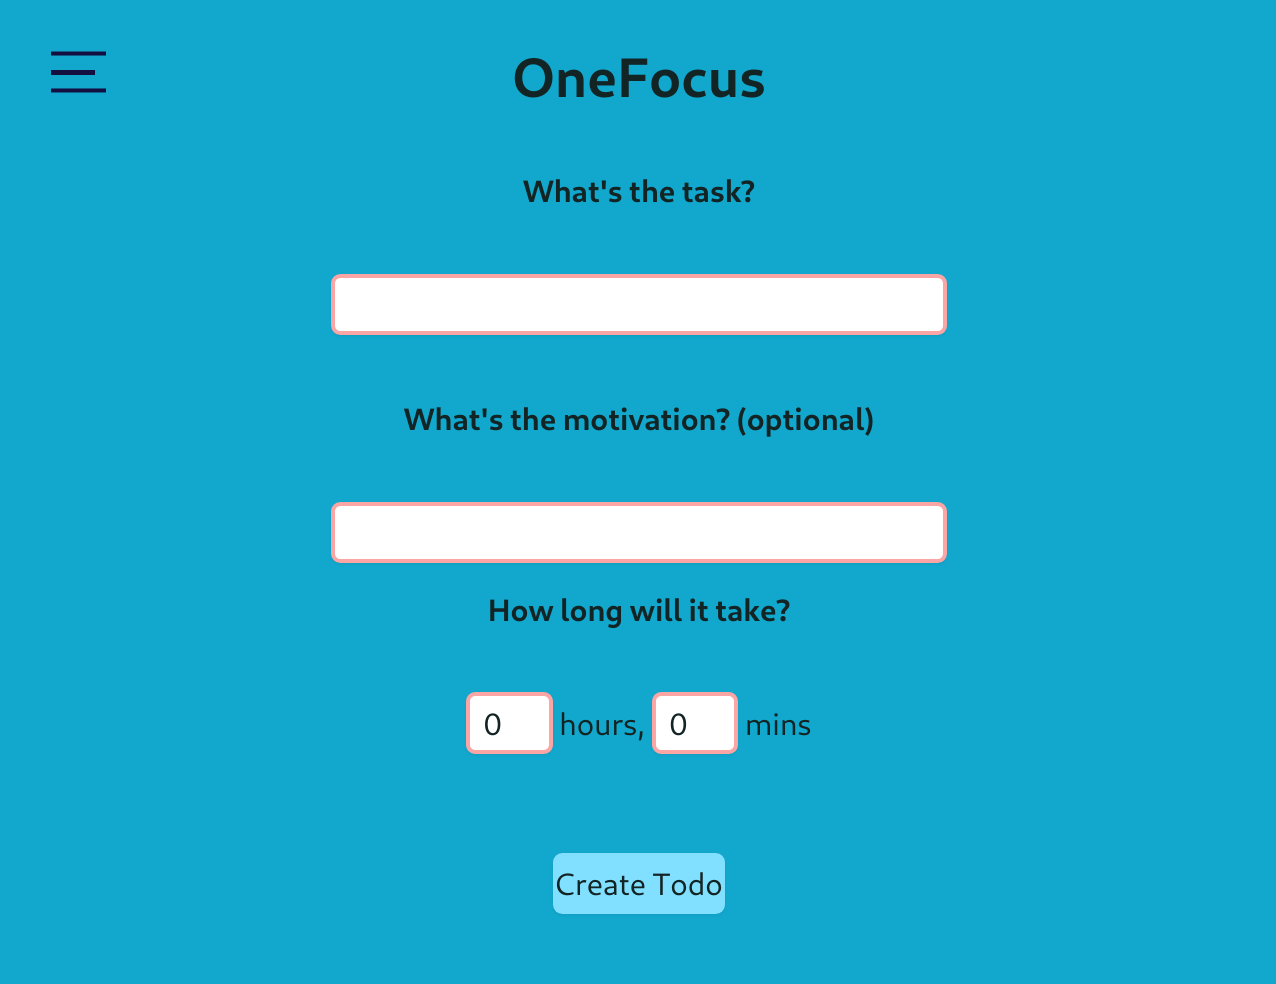 OneFocus
What's the task?
What's the motivation? (optional)
How long will it take?
0 hours, 0 mins
Create Todo